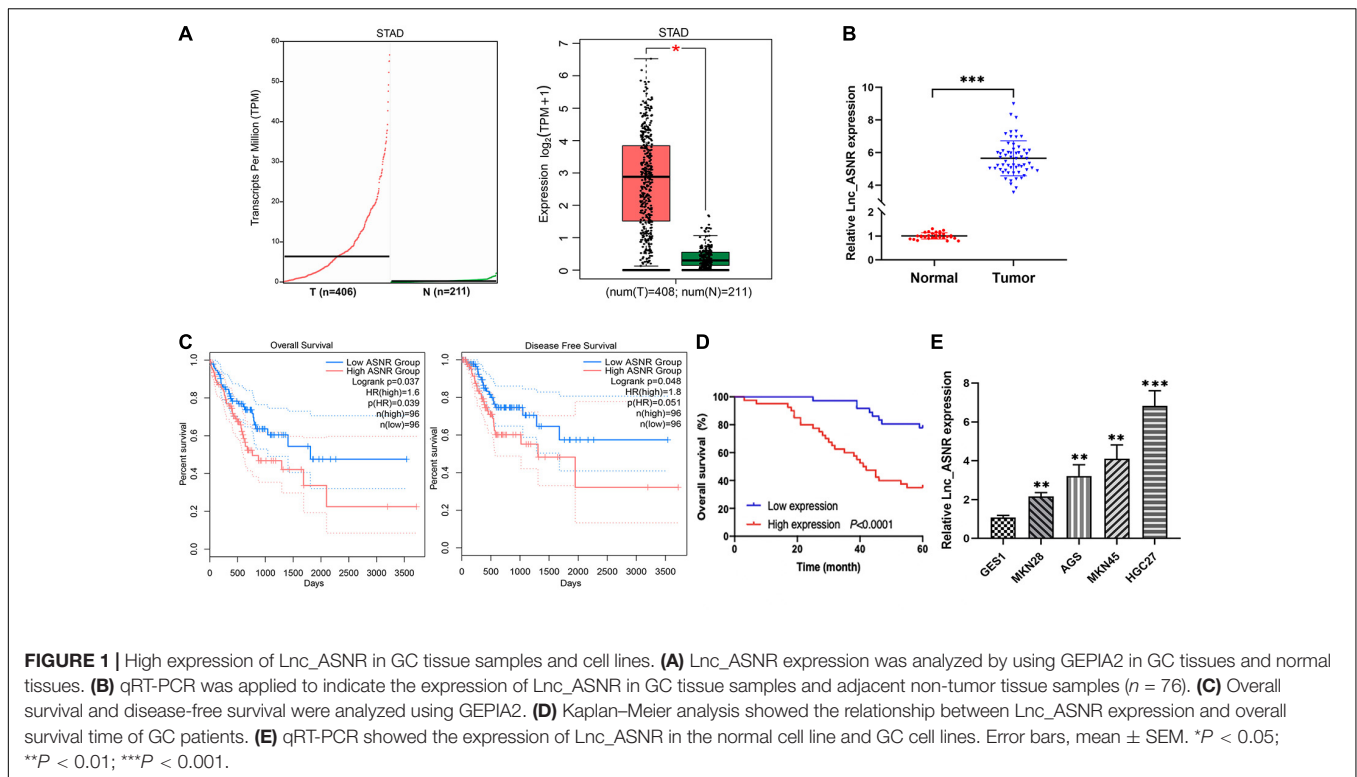 A
STAD
Transcripts Per Million (TPM)
60
50
40
30
20
10
0
T (n=406)
N (n=211)
STAD
*
Expression log2(TPM+1)
7
6
5
4
3
2
1
0
(num(T)=408; num(N)=211)
B
***
Relative Lnc_ASNR expression
10
8
6
4
2
1
0
Normal
Tumor
C
Overall Survival
Low ASNR Group
High ASNR Group
Logrank p=0.037
HR(high)=1.6
p(HR)=0.039
n(high)=96
n(low)=96
Percent survival
1.0
0.8
0.6
0.4
0.2
0.0
0 500 1500 2500 3500
Days
Disease Free Survival
Low ASNR Group
High ASNR Group
Logrank p=0.048
HR(high)=1.8
p(HR)=0.051
n(high)=96
n(low)=96
Percent survival
1.0
0.8
0.6
0.4
0.2
0.0
0 500 1500 2500 3500
Days
D
Overall survival (%)
100
80
60
40
20
0
Low expression
High expression P<0.0001
0 20 40 60
Time (month)
E
Relative Lnc_ASNR expression
8
6
4
2
0
**
**
**
***
GES1
MKN28
AGS
MKN45
HGC27
FIGURE 1 | High expression of Lnc_ASNR in GC tissue samples and cell lines. (A) Lnc_ASNR expression was analyzed by using GEPIA2 in GC tissues and normal
tissues. (B) qRT-PCR was applied to indicate the expression of Lnc_ASNR in GC tissue samples and adjacent non-tumor tissue samples (n = 76). (C) Overall
survival and disease-free survival were analyzed using GEPIA2. (D) Kaplan–Meier analysis showed the relationship between Lnc_ASNR expression and overall
survival time of GC patients. (E) qRT-PCR showed the expression of Lnc_ASNR in the normal cell line and GC cell lines. Error bars, mean ± SEM. *P < 0.05;
**P < 0.01; ***P < 0.001.